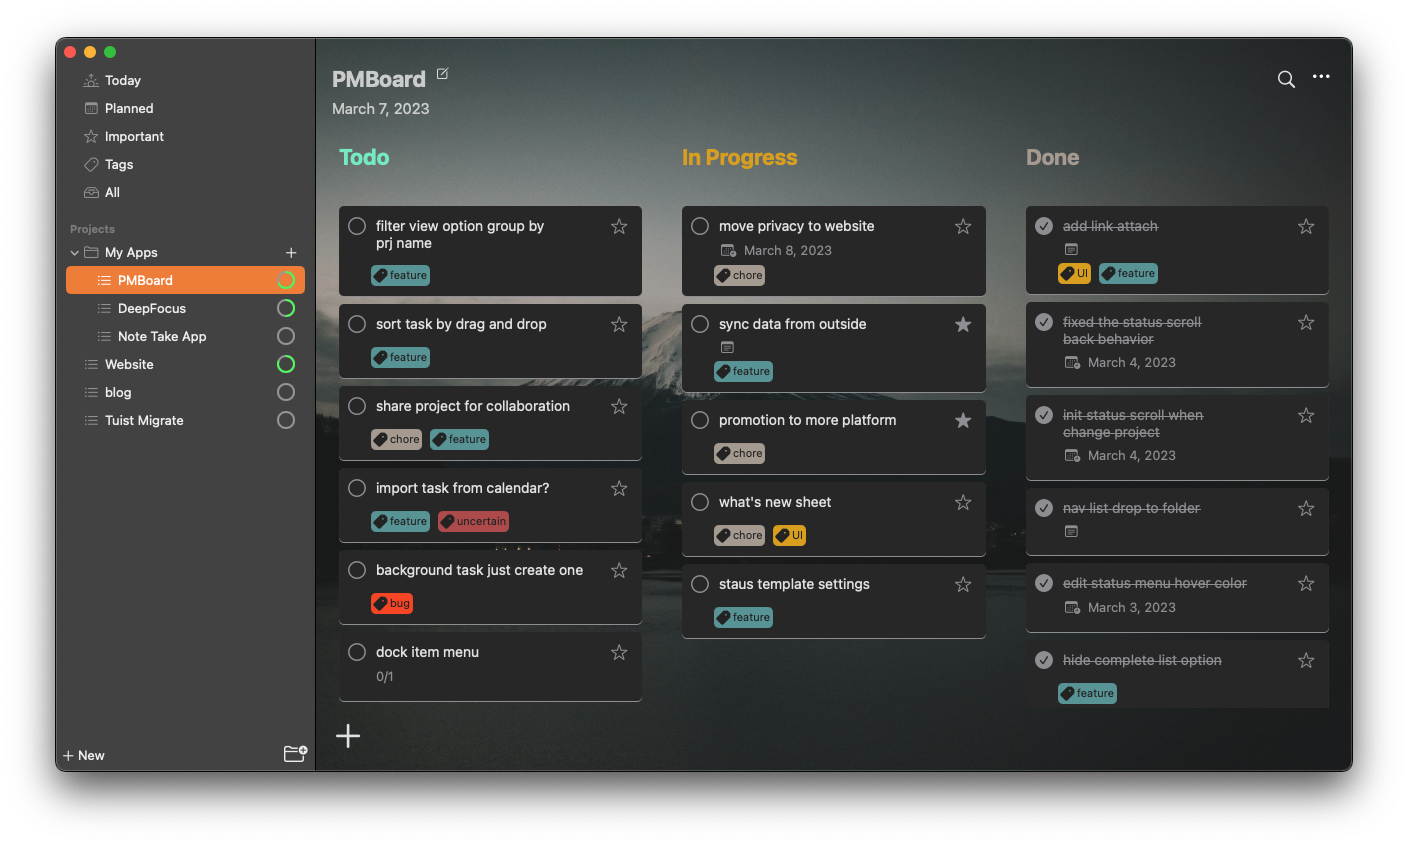 Today
Planned
Important
Tags
All
Projects
My Apps
PMBoard
DeepFocus
Note Take App
Website
blog
Tuist Migrate
+ New
PMBoard
March 7, 2023
Todo
filter view option group by
prj name
feature
sort task by drag and drop
feature
share project for collaboration
chore feature
import task from calendar?
feature uncertain
background task just create one
bug
dock item menu
0/1
In Progress
move privacy to website
March 8, 2023
chore
sync data from outside
feature
promotion to more platform
chore
what's new sheet
chore UI
staus template settings
feature
Done
add link attach
UI feature
fixed the status scroll
back behavior
March 4, 2023
init status scroll when
change project
March 4, 2023
nav list drop to folder
edit status menu hover color
March 3, 2023
hide complete list option
feature